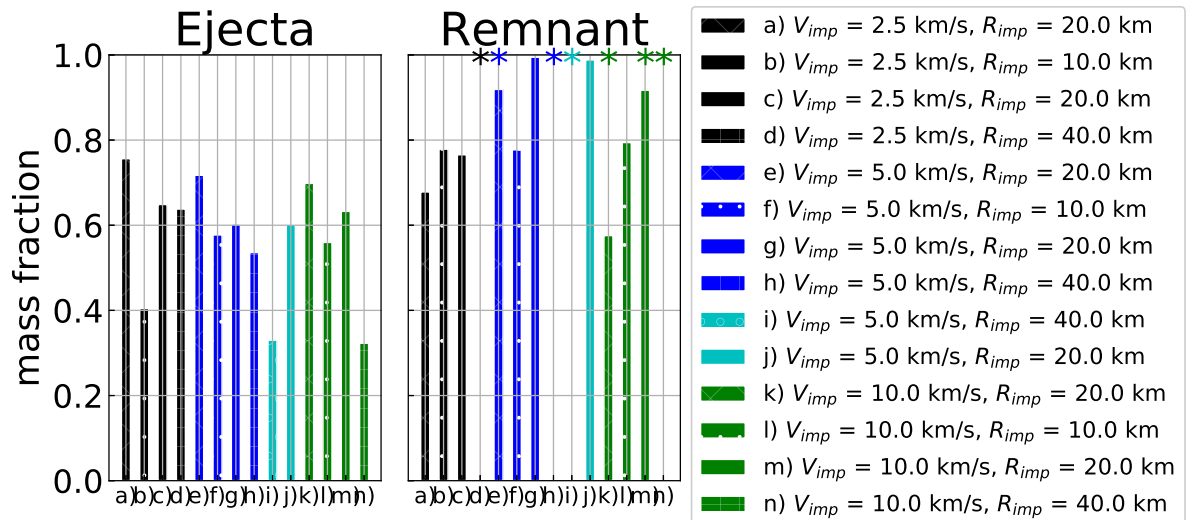 Ejecta
Remnant
mass fraction
1.0
0.8
0.6
0.4
0.2
0.0
a) b) c) d) e) f) g) h) i) j) k) l) m) n)
a) b) c) d) e) f) g) h) i) j) k) l) m) n)
* * * * * * *
a) V_imp = 2.5 km/s, R_imp = 20.0 km
b) V_imp = 2.5 km/s, R_imp = 10.0 km
c) V_imp = 2.5 km/s, R_imp = 20.0 km
d) V_imp = 2.5 km/s, R_imp = 40.0 km
e) V_imp = 5.0 km/s, R_imp = 20.0 km
f) V_imp = 5.0 km/s, R_imp = 10.0 km
g) V_imp = 5.0 km/s, R_imp = 20.0 km
h) V_imp = 5.0 km/s, R_imp = 40.0 km
i) V_imp = 5.0 km/s, R_imp = 40.0 km
j) V_imp = 5.0 km/s, R_imp = 20.0 km
k) V_imp = 10.0 km/s, R_imp = 20.0 km
l) V_imp = 10.0 km/s, R_imp = 10.0 km
m) V_imp = 10.0 km/s, R_imp = 20.0 km
n) V_imp = 10.0 km/s, R_imp = 40.0 km